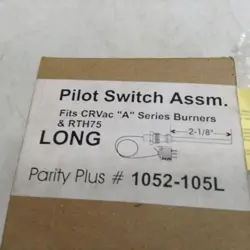 Pilot Switch Assm.
Fits CRVac "A" Series Burners
& RTH75
LONG
2-1/8"
Parity Plus # 1052-105L